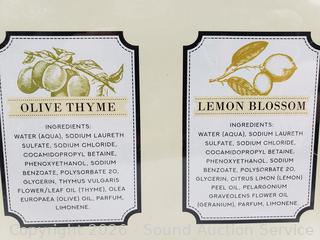 OLIVE THYME
INGREDIENTS:
WATER (AQUA), SODIUM LAURETH
SULFATE, SODIUM CHLORIDE,
COCAMIDOPROPYL BETAINE,
PHENOXYETHANOL, SODIUM
BENZOATE, POLYSORBATE 20,
GLYCERIN, THYMUS VULGARIS
FLOWER/LEAF OIL (THYME), OLEA
EUROPAEA (OLIVE) OIL, PARFUM,
LIMONENE.
LEMON BLOSSOM
INGREDIENTS:
WATER (AQUA), SODIUM LAURETH
SULFATE, SODIUM CHLORIDE,
COCAMIDOPROPYL BETAINE,
PHENOXYETHANOL, SODIUM
BENZOATE, POLYSORBATE 20,
GLYCERIN, CITRUS LIMON (LEMON)
PEEL OIL, PELARGONIUM
GRAVEOLENS FLOWER OIL
(GERANIUM), PARFUM, LIMONENE.
Copyright 2026 - Sound Auction Service